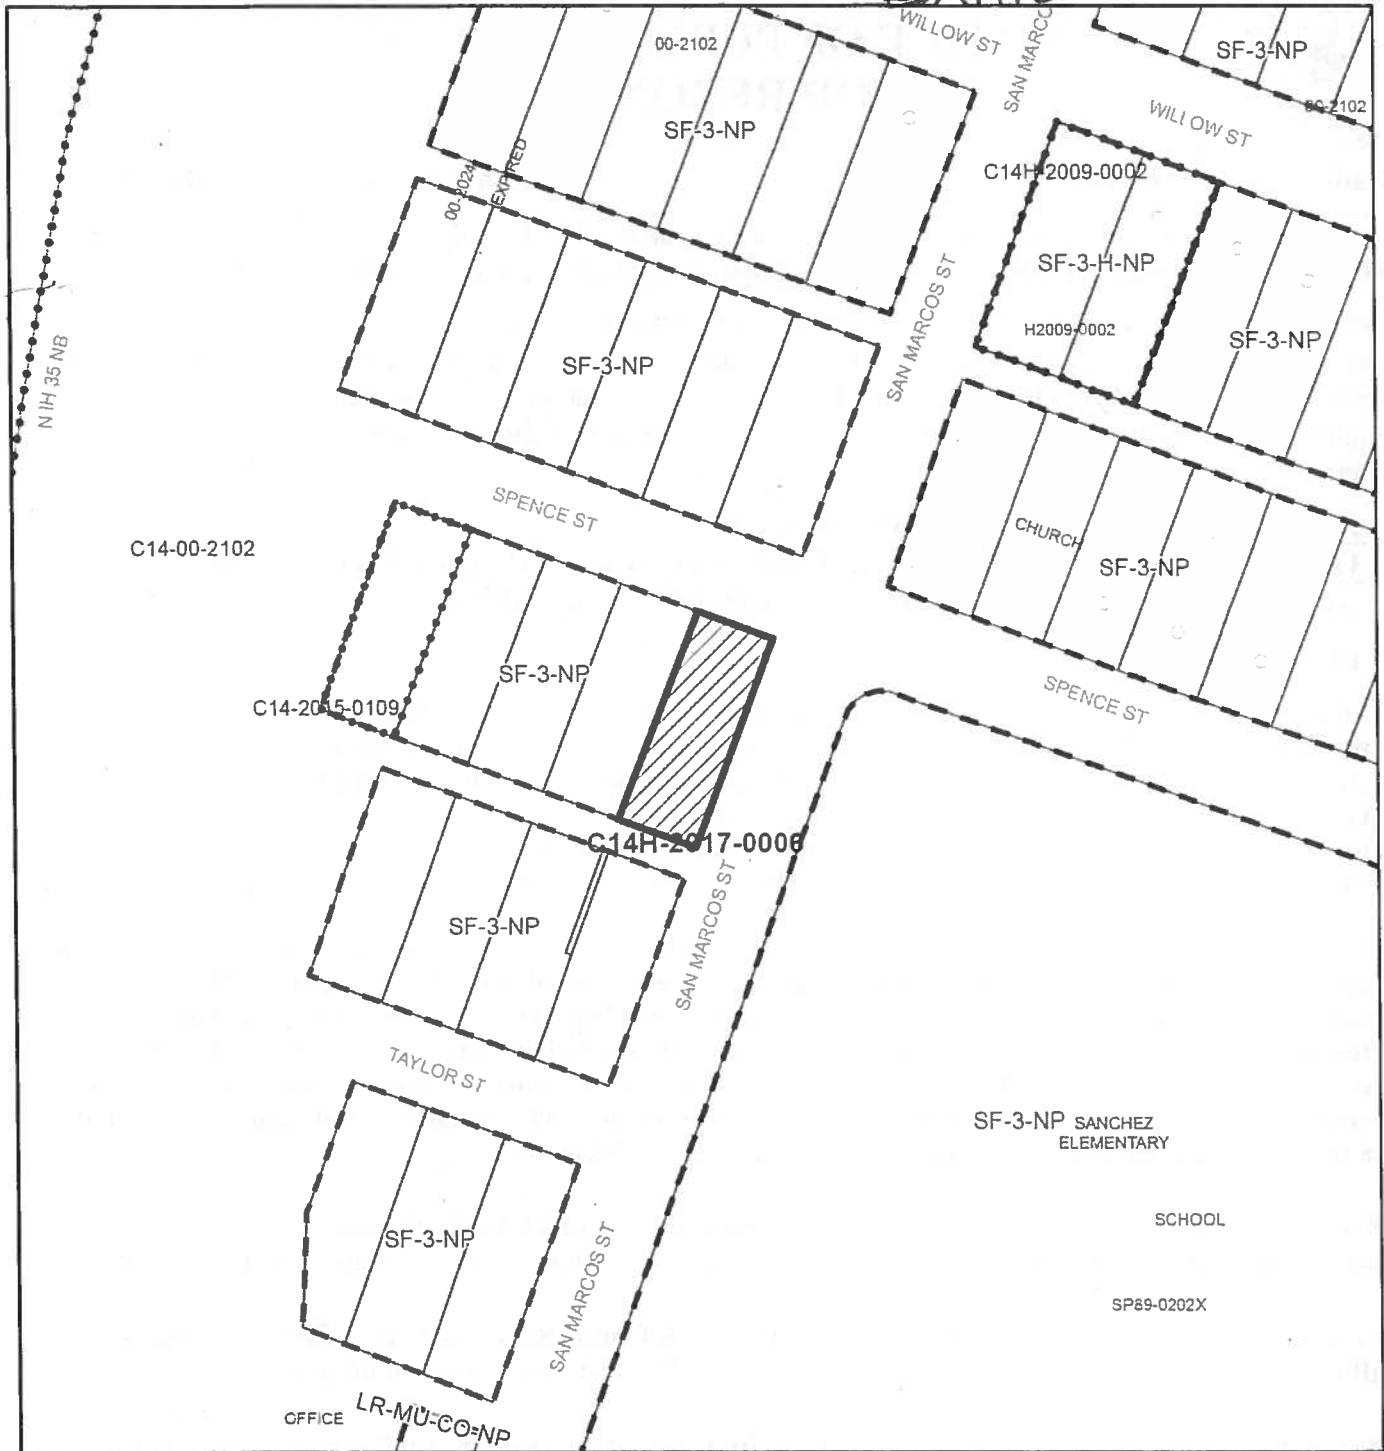 WILLOW ST
SAN MARCO
00-2102
SF-3-NP
SF-3-NP
00-2102
WILLOW ST
00-2024
EXPIRED
C14H-2009-0002
SF-3-H-NP
H2009-0002
SF-3-NP
N IH 35 NB
SF-3-NP
SAN MARCOS ST
SPENCE ST
CHURCH
SF-3-NP
C14-00-2102
SF-3-NP
C14-2015-0109
SPENCE ST
C14H-2017-0006
SF-3-NP
SAN MARCOS ST
TAYLOR ST
SF-3-NP SANCHEZ
ELEMENTARY
SCHOOL
SF-3-NP
SP89-0202X
SAN MARCOS ST
OFFICE
LR-MU-CO-NP